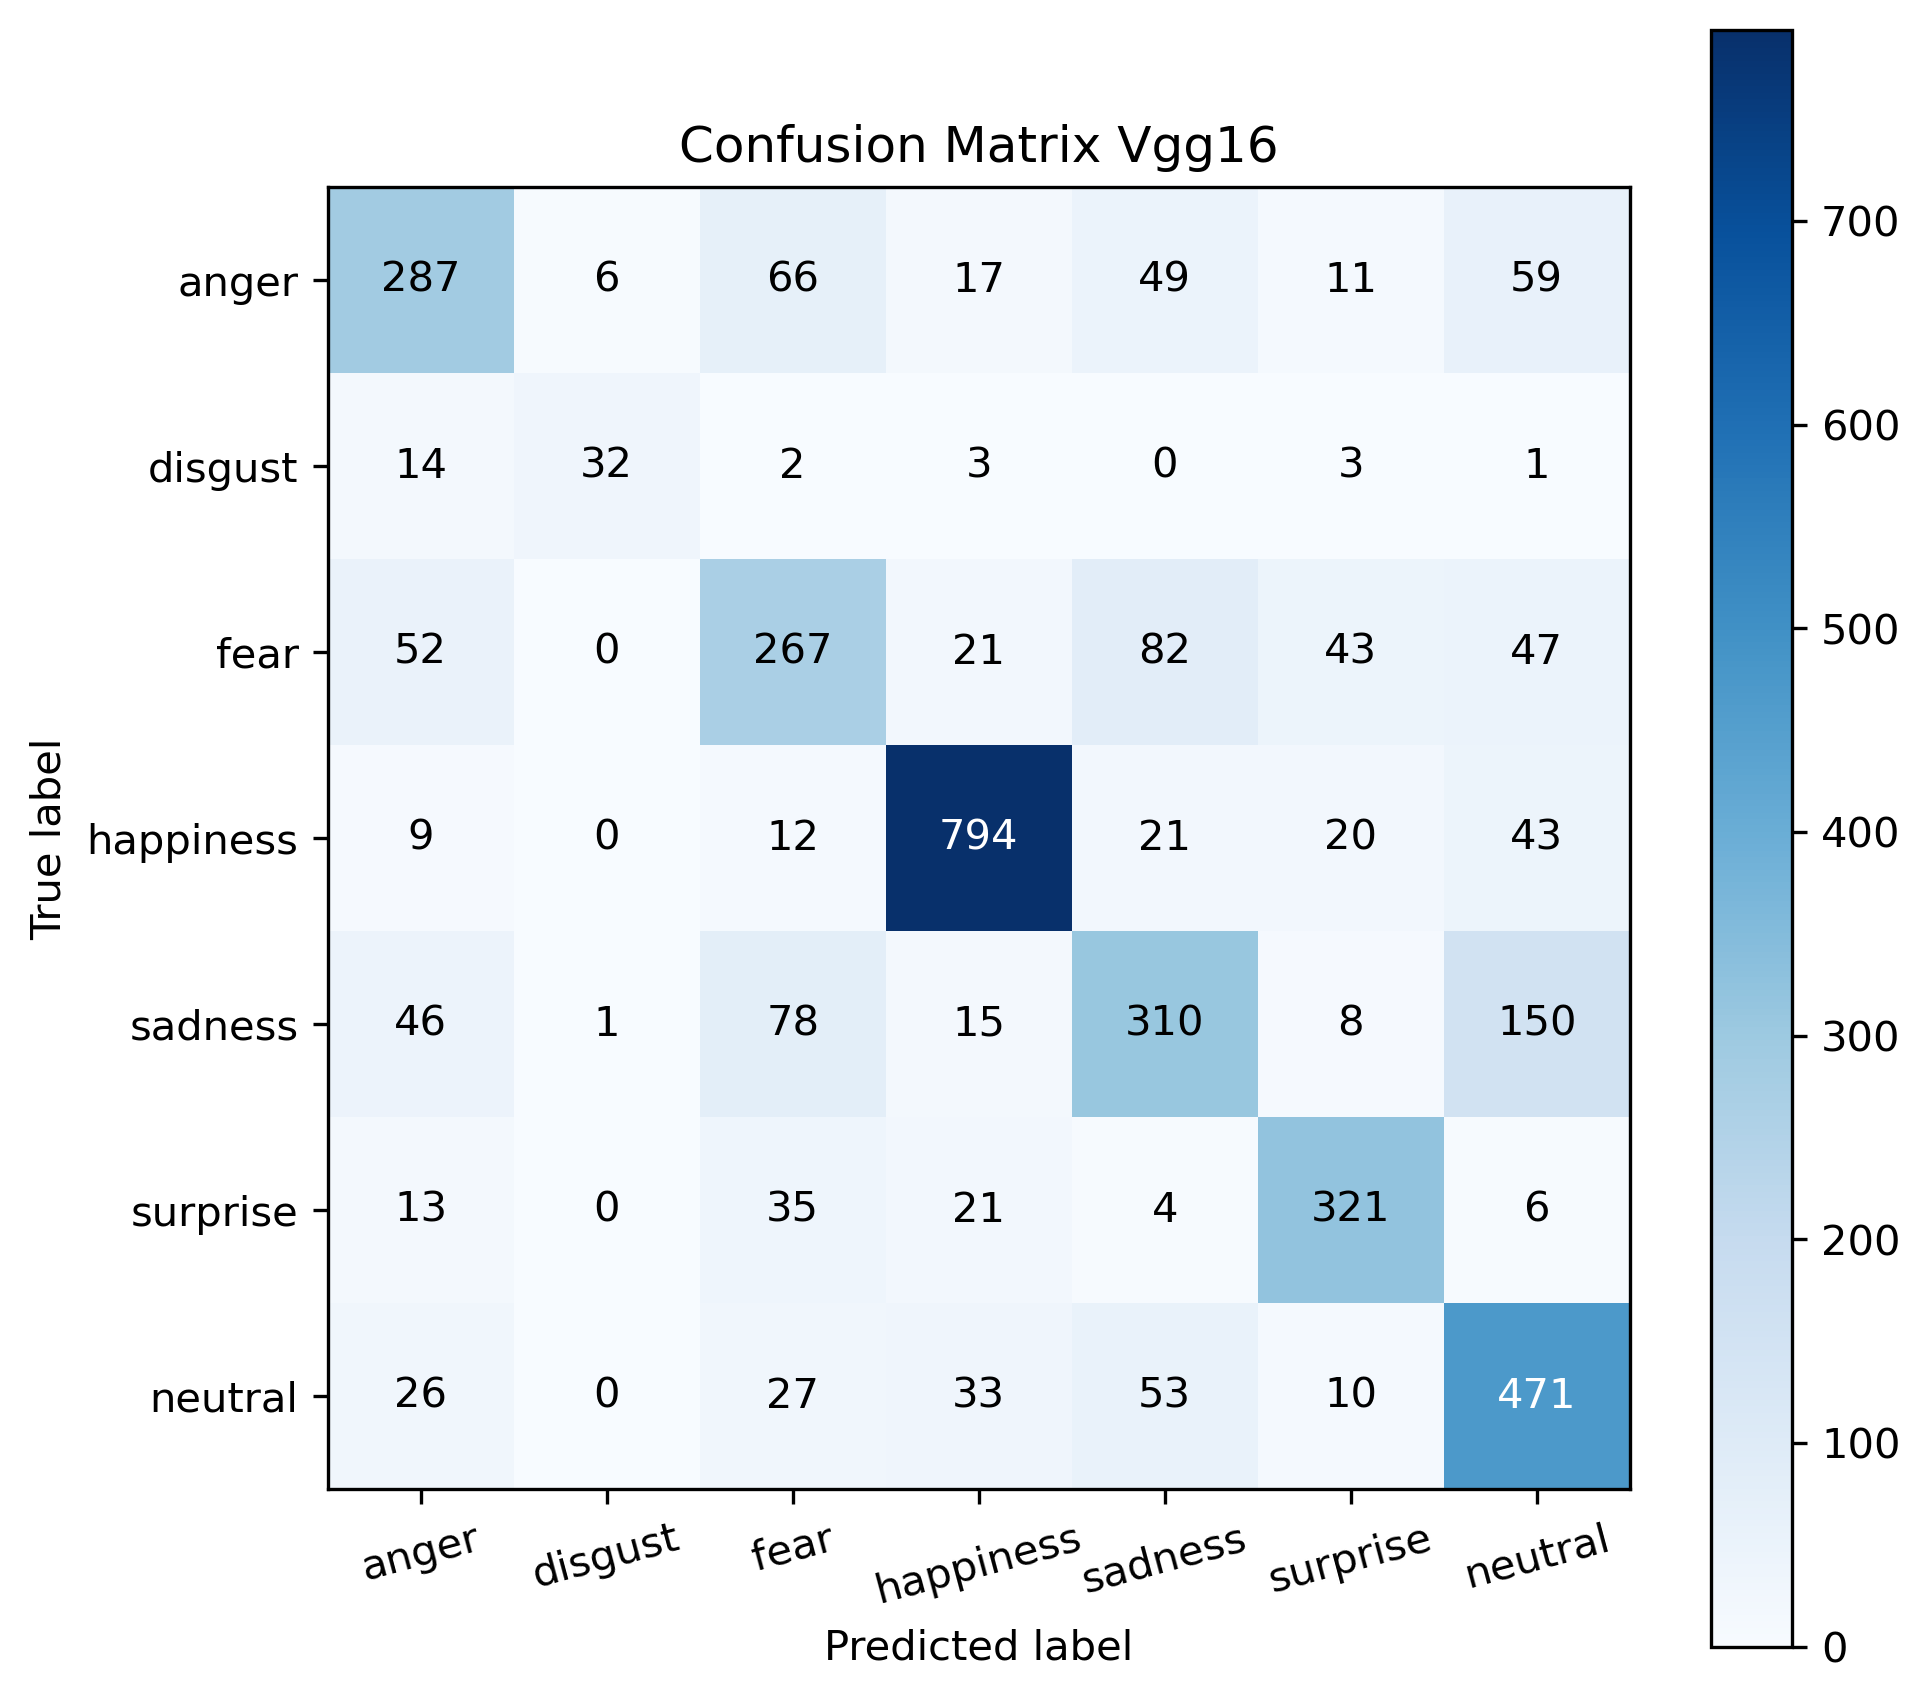 Confusion Matrix Vgg16
anger 287 6 66 17 49 11 59
disgust 14 32 2 3 0 3 1
fear 52 0 267 21 82 43 47
happiness 9 0 12 794 21 20 43
sadness 46 1 78 15 310 8 150
surprise 13 0 35 21 4 321 6
neutral 26 0 27 33 53 10 471
anger disgust fear happiness sadness surprise neutral
Predicted label
True label
700
600
500
400
300
200
100
0